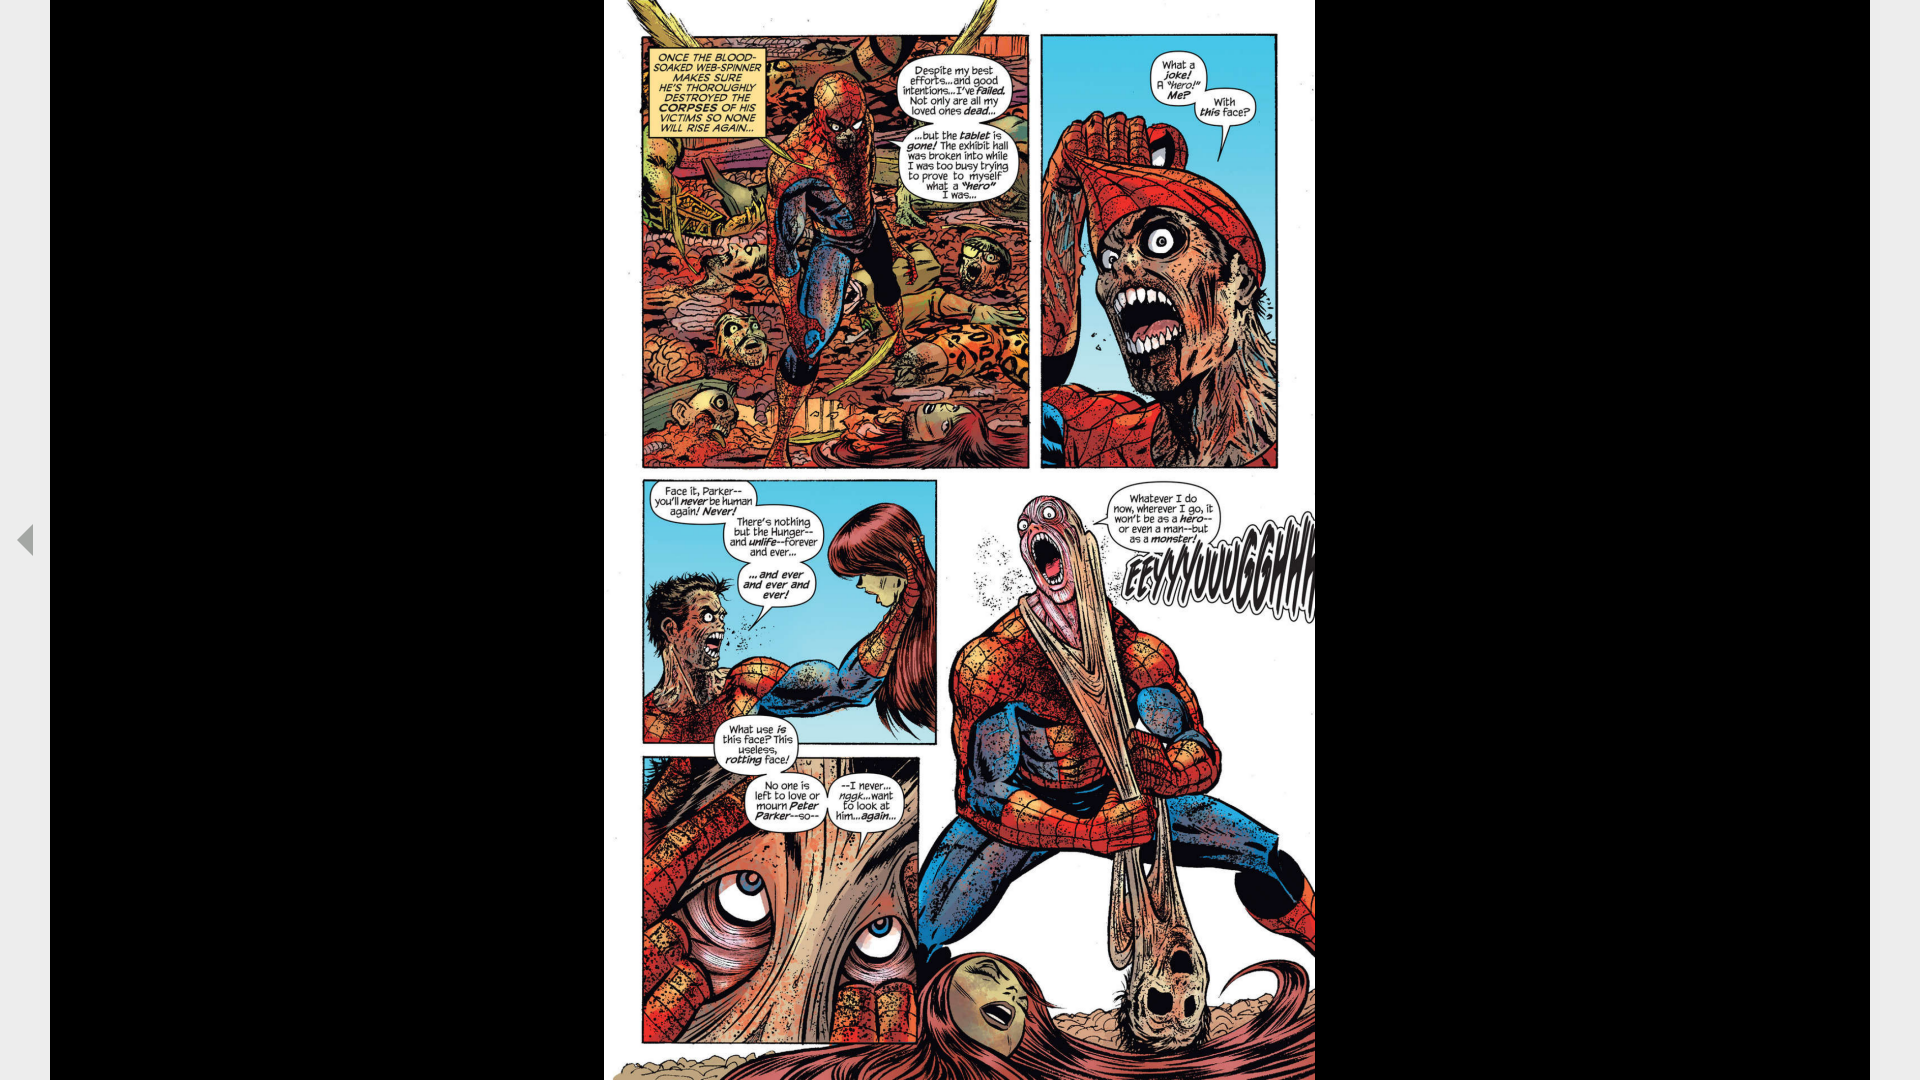 ONCE THE BLOOD-
SOAKED WEB-SPINNER
MAKES SURE
HE'S THOROUGHLY
DESTROYED THE
CORPSES OF HIS
VICTIMS SO NONE
WILL RISE AGAIN...
Despite my best
efforts...and good
intentions...I've failed.
Not only are all my
loved ones dead...
...but the tablet is
gone! The exhibit hall
was broken into while
I was too busy trying
to prove to myself
what a "hero"
I was...
What a
joke!
A "hero!"
Me?
With
this face?
Face it, Parker--
you'll never be human
again! Never!
There's nothing
but the Hunger--
and unlife--forever
and ever...
...and ever
and ever and
ever!
What use is
this face? This
useless,
rotting face!
No one is
left to love or
mourn Peter
Parker--so--
--I never...
nggk...want
to look at
him...again...
Whatever I do
now, wherever I go, it
won't be as a hero--
or even a man--but
as a monster!
EEYYYUUUGGHHH